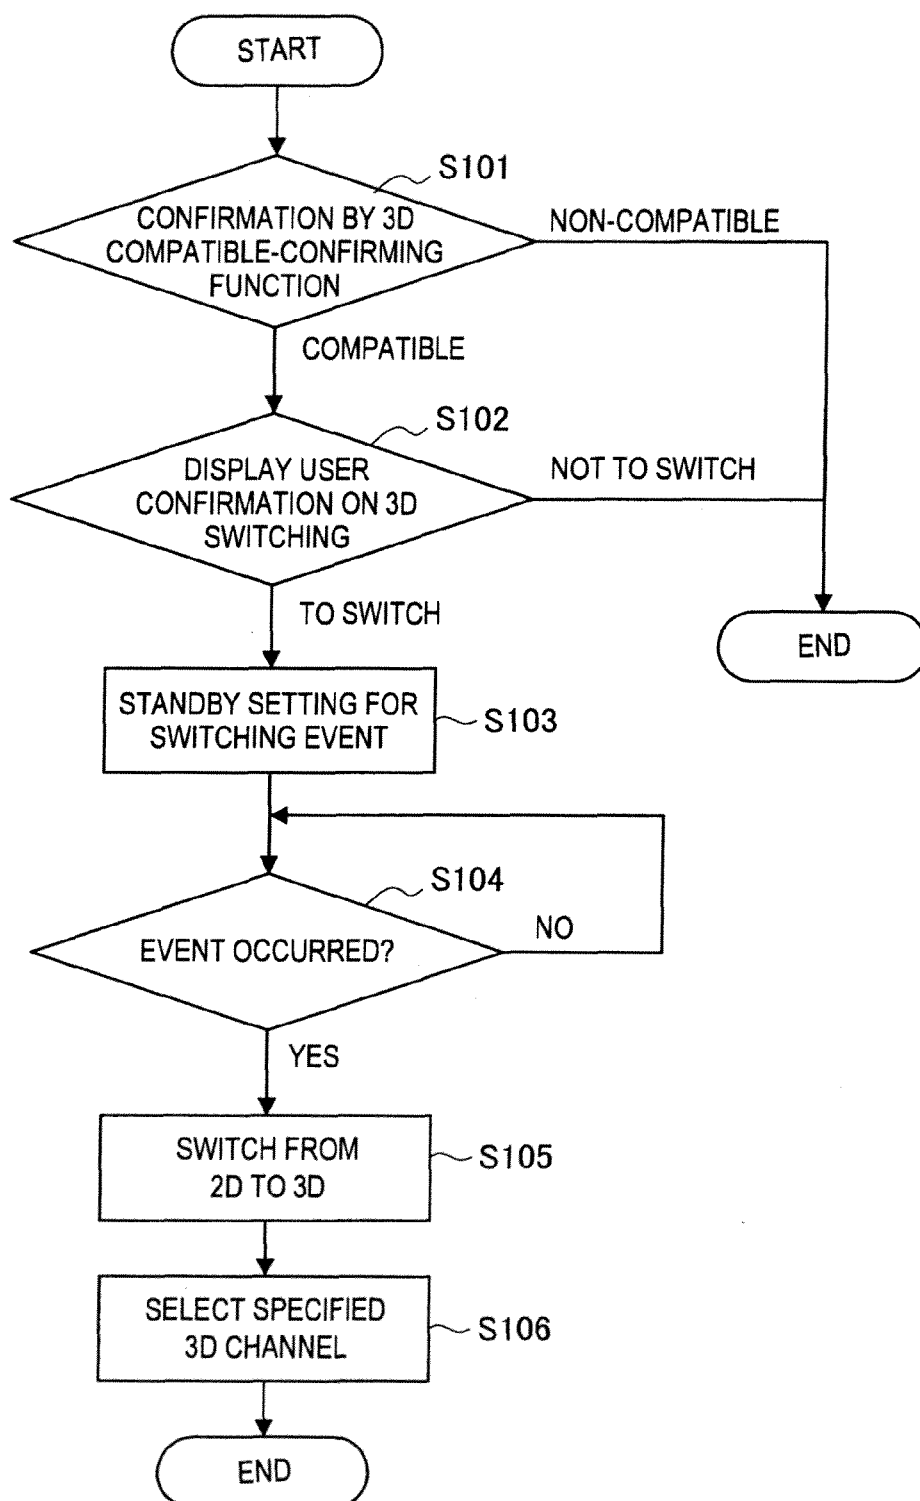 START
S101
CONFIRMATION BY 3D
COMPATIBLE-CONFIRMING
FUNCTION
NON-COMPATIBLE
COMPATIBLE
S102
DISPLAY USER
CONFIRMATION ON 3D
SWITCHING
NOT TO SWITCH
TO SWITCH
END
STANDBY SETTING FOR
SWITCHING EVENT
S103
S104
EVENT OCCURRED?
NO
YES
SWITCH FROM
2D TO 3D
S105
SELECT SPECIFIED
3D CHANNEL
S106
END